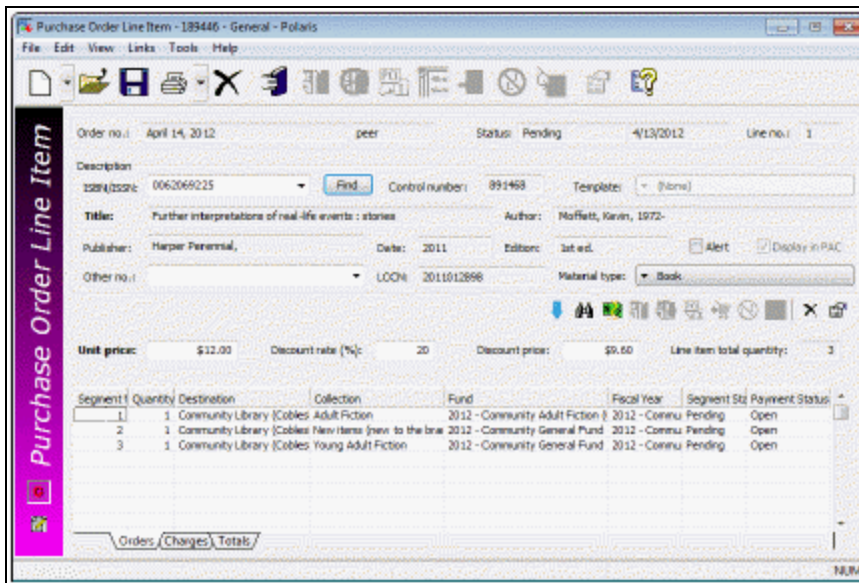 Purchase Order Line Item - 189446 - General - Polaris
File Edit View Links Tools Help
Purchase Order Line Item
Order no.: April 14, 2012 peer Status: Pending 4/13/2012 Line no.: 1
Description
ISBN/ISSN: 0062069225 Find Control number: 891468 Template: (None)
Title: Further interpretations of real-life events : stories Author: Moffett, Kevin, 1972-
Publisher: Harper Perennial, Date: 2011 Edition: 1st ed. Alert Display in PAC
Other no.: LCCN: 2011012898 Material type: Book
Unit price: $12.00 Discount rate (%): 20 Discount price: $9.60 Line item total quantity: 3
Segment Quantity Destination Collection Fund Fiscal Year Segment Sta Payment Status
1 1 Community Library (Cobles Adult Fiction 2012 - Community Adult Fiction ( 2012 - Commu Pending Open
2 1 Community Library (Cobles New items (new to the bra 2012 - Community General Fund 2012 - Commu Pending Open
3 1 Community Library (Cobles Young Adult Fiction 2012 - Community General Fund 2012 - Commu Pending Open
Orders Charges Totals
NUM